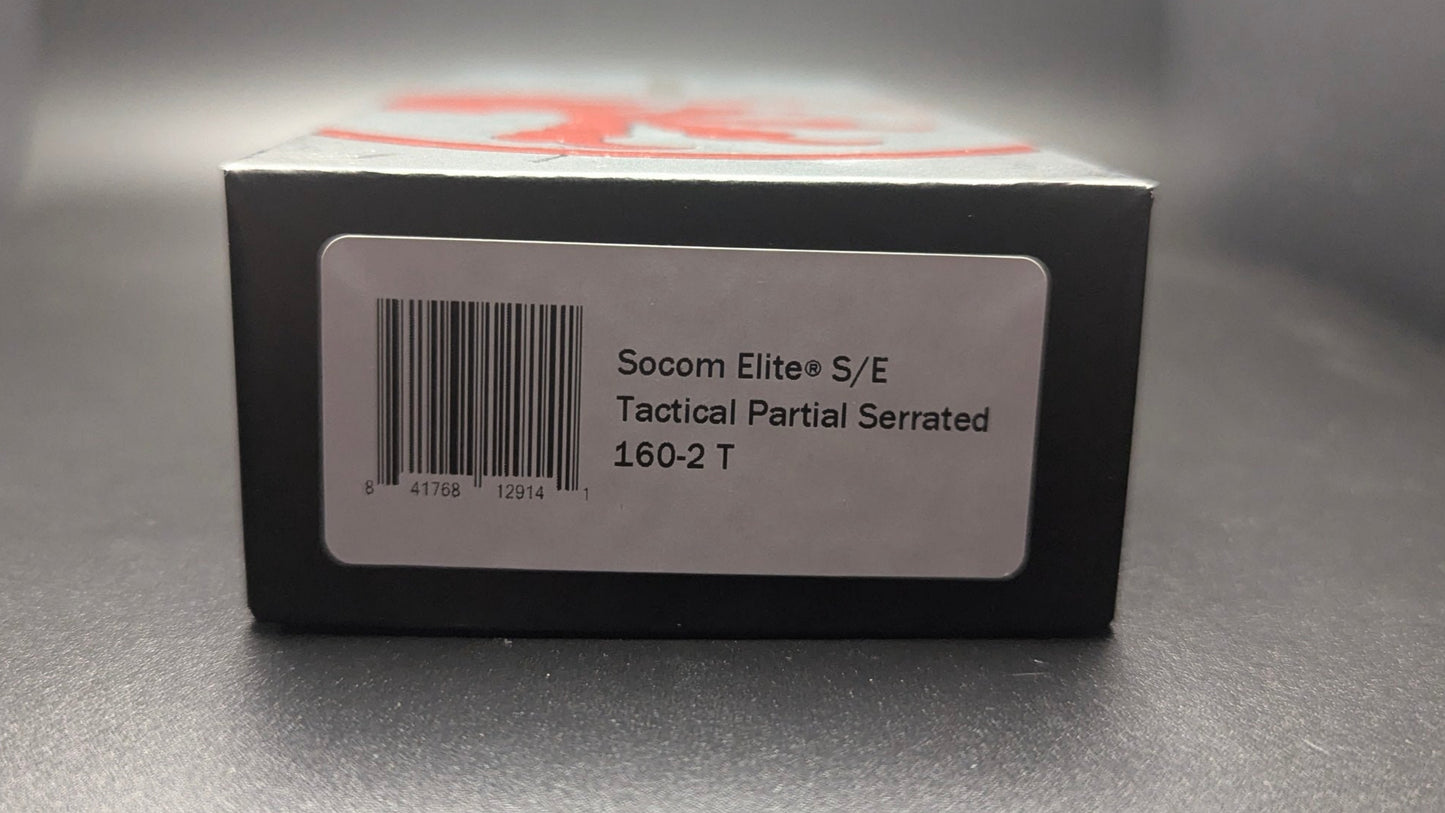 Socom Elite® S/E
Tactical Partial Serrated
160-2 T
8 41768 12914 1